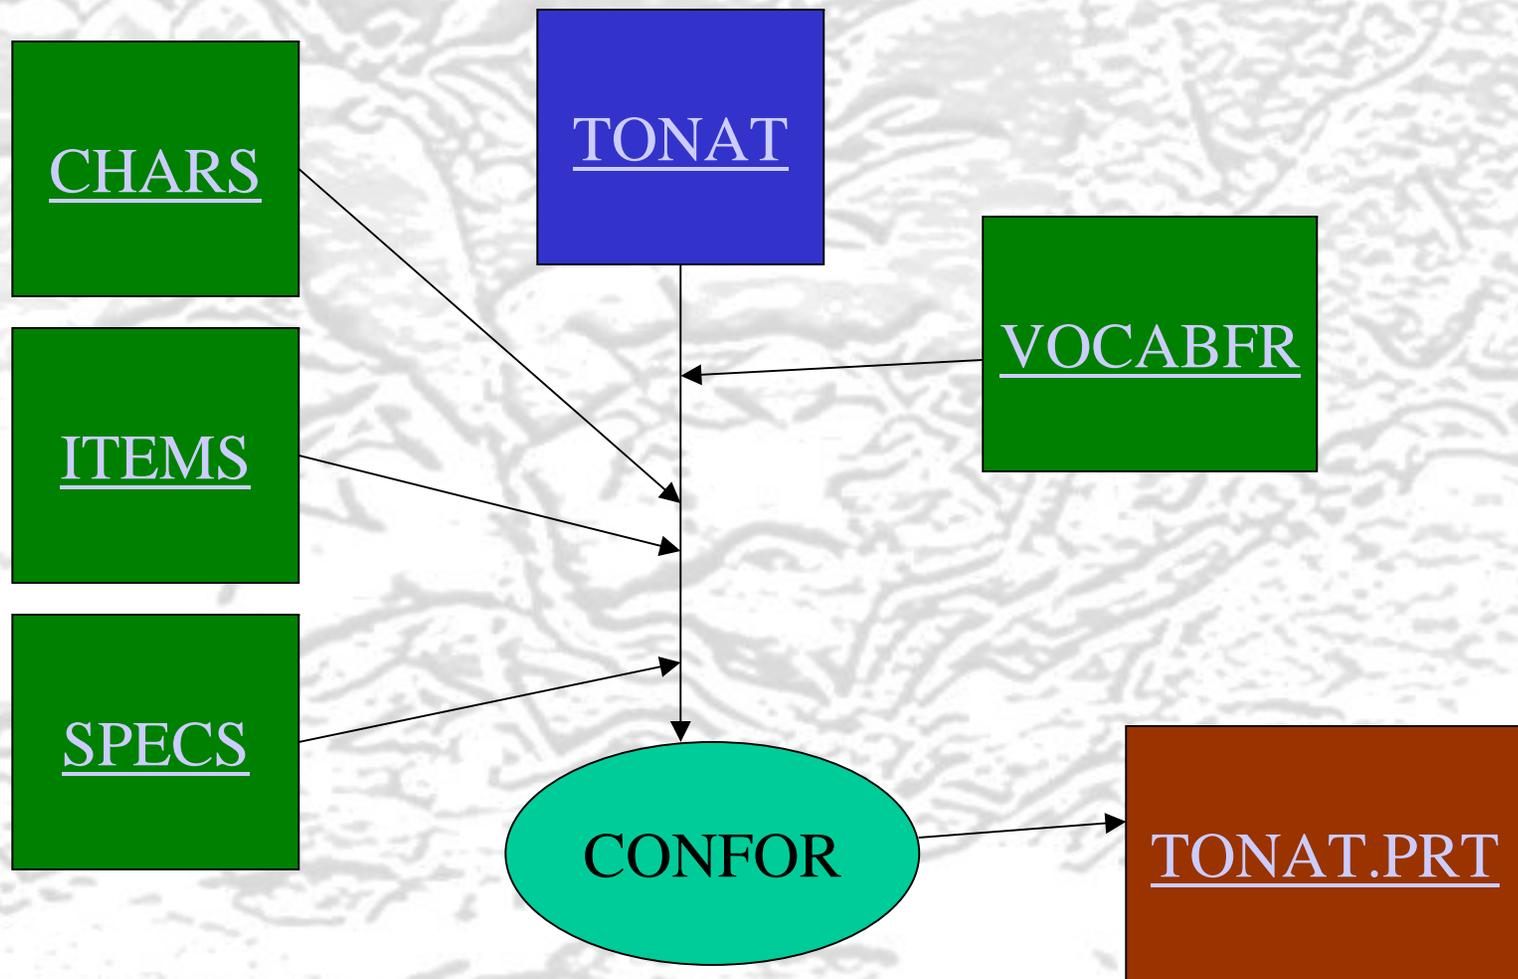 TONAT
CHARS
VOCABFR
ITEMS
SPECS
CONFOR
TONAT.PRT